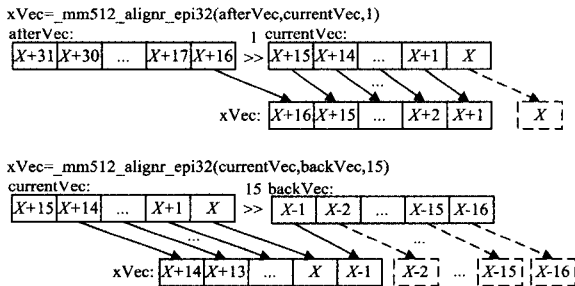 xVec=_mm512_alignr_epi32(afterVec,currentVec,1)
afterVec: 1 currentVec:
X+31 X+30 ... X+17 X+16 >> X+15 X+14 ... X+1 X
...
xVec: X+16 X+15 ... X+2 X+1 X
xVec=_mm512_alignr_epi32(currentVec,backVec,15)
currentVec: 15 backVec:
X+15 X+14 ... X+1 X >> X-1 X-2 ... X-15 X-16
... ...
xVec: X+14 X+13 ... X X-1 X-2 ... X-15 X-16